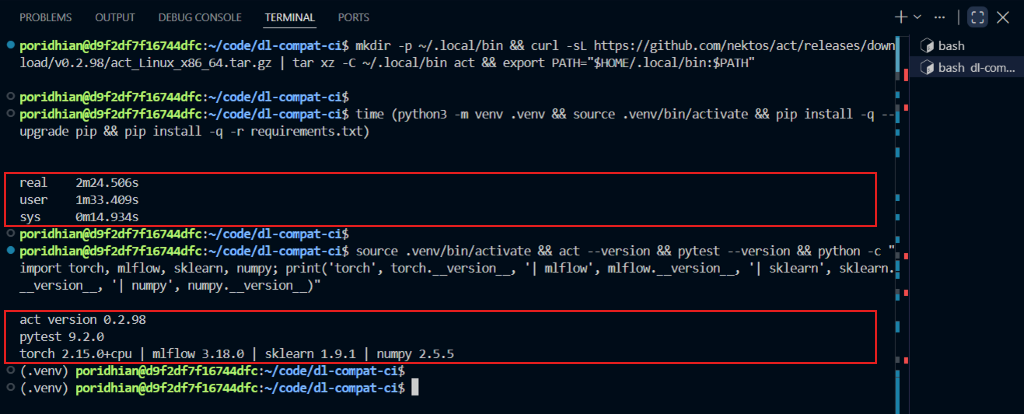 PROBLEMS OUTPUT DEBUG CONSOLE TERMINAL PORTS
bash
bash dl-com...
poridhian@d9f2df7f16744dfc:~/code/dl-compat-ci$ mkdir -p ~/.local/bin && curl -sL https://github.com/nektos/act/releases/down
load/v0.2.98/act_Linux_x86_64.tar.gz | tar xz -C ~/.local/bin act && export PATH="$HOME/.local/bin:$PATH"
poridhian@d9f2df7f16744dfc:~/code/dl-compat-ci$
poridhian@d9f2df7f16744dfc:~/code/dl-compat-ci$ time (python3 -m venv .venv && source .venv/bin/activate && pip install -q --
upgrade pip && pip install -q -r requirements.txt)
real 2m24.506s
user 1m33.409s
sys 0m14.934s
poridhian@d9f2df7f16744dfc:~/code/dl-compat-ci$
poridhian@d9f2df7f16744dfc:~/code/dl-compat-ci$ source .venv/bin/activate && act --version && pytest --version && python -c "
import torch, mlflow, sklearn, numpy; print('torch', torch.__version__, '| mlflow', mlflow.__version__, '| sklearn', sklearn.
__version__, '| numpy', numpy.__version__)"
act version 0.2.98
pytest 9.2.0
torch 2.15.0+cpu | mlflow 3.18.0 | sklearn 1.9.1 | numpy 2.5.5
(.venv) poridhian@d9f2df7f16744dfc:~/code/dl-compat-ci$
(.venv) poridhian@d9f2df7f16744dfc:~/code/dl-compat-ci$